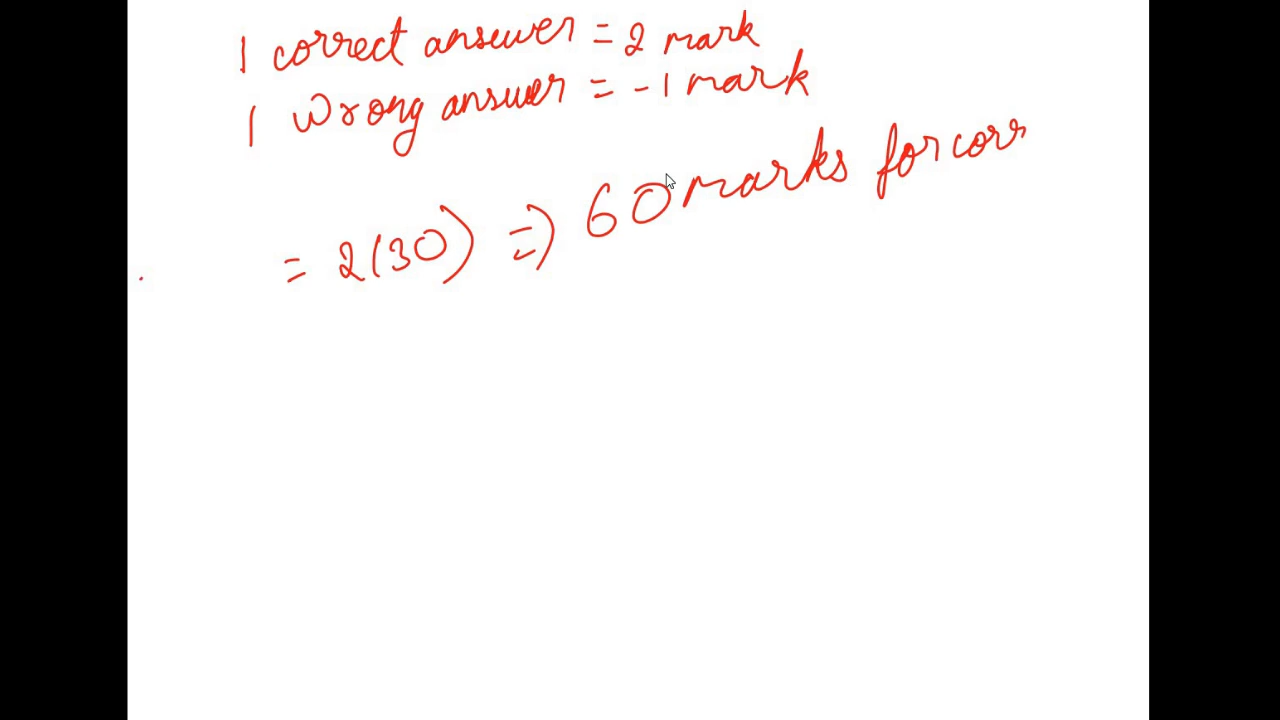 1 correct answer = 2 mark
1 wrong answer = -1 mark
= 2(30) => 60 marks for corr